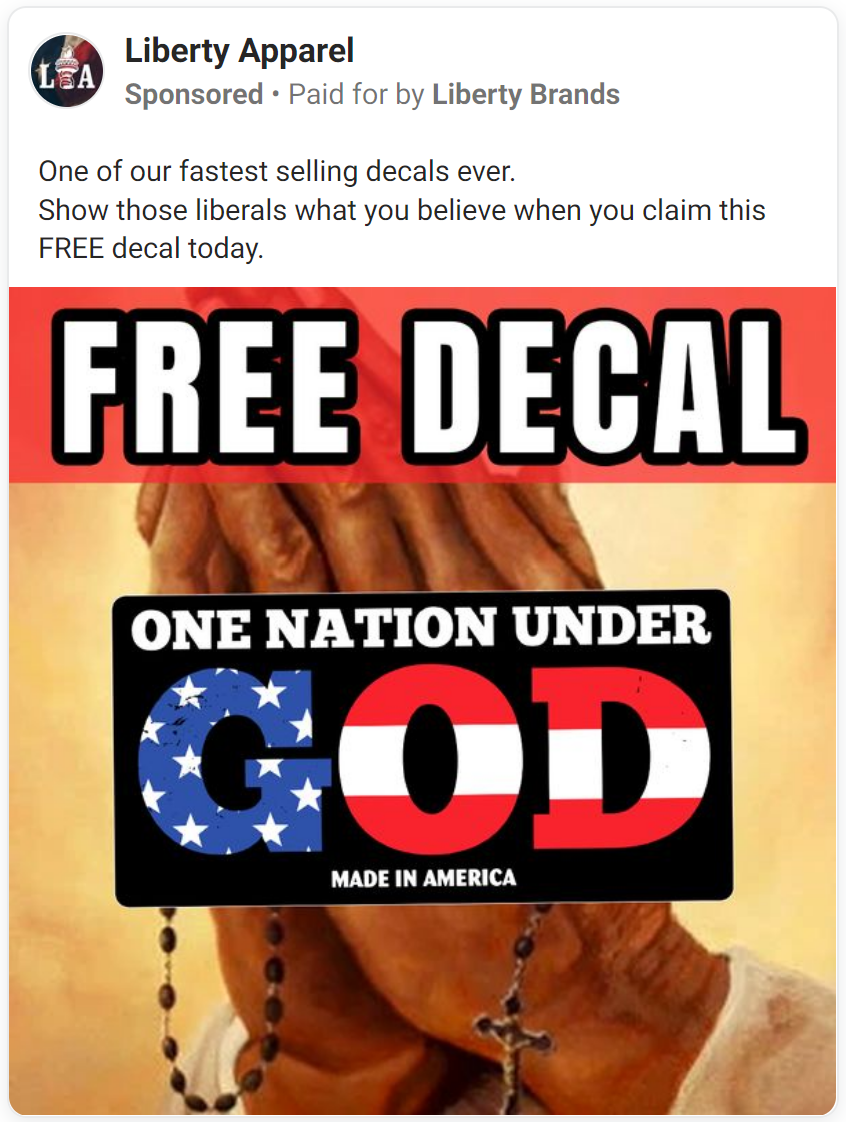 L A
Liberty Apparel
Sponsored • Paid for by Liberty Brands
One of our fastest selling decals ever.
Show those liberals what you believe when you claim this
FREE decal today.
FREE DECAL
ONE NATION UNDER
GOD
MADE IN AMERICA